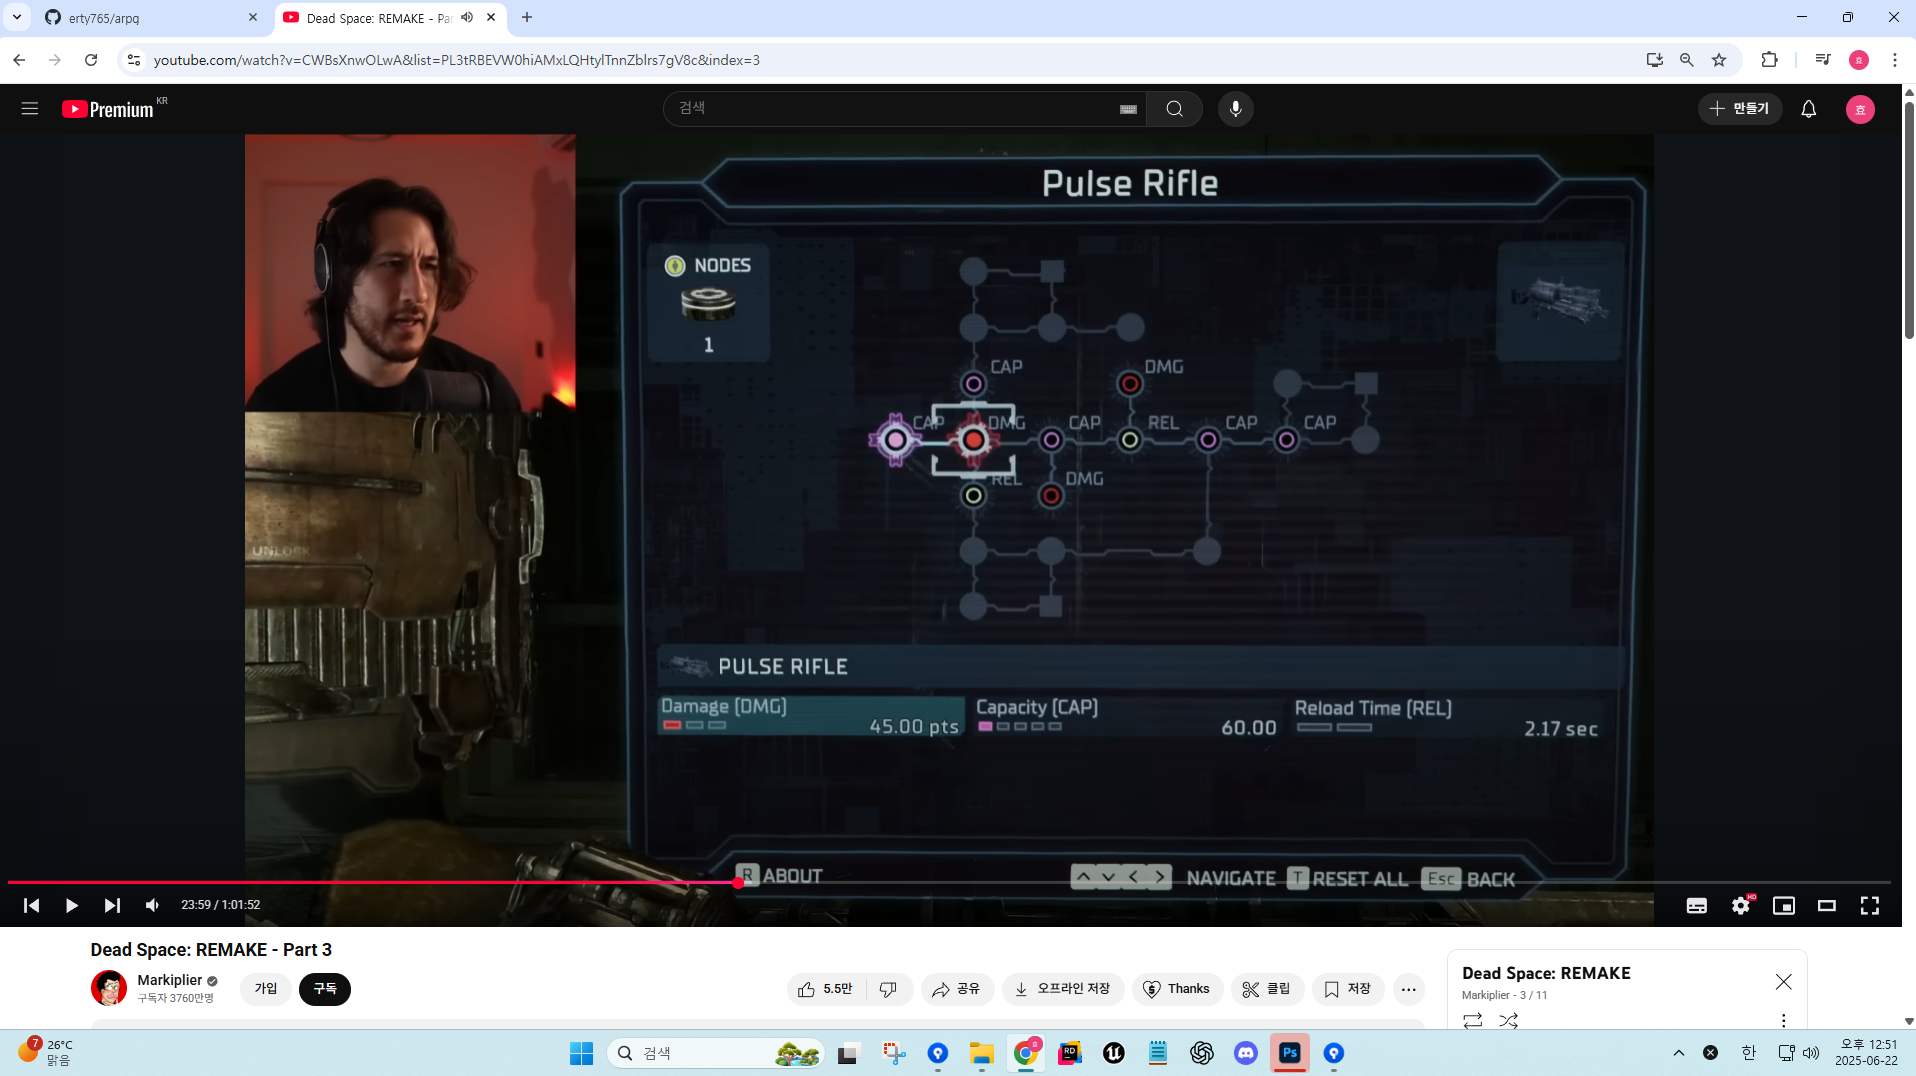 erty765/arpq
Dead Space: REMAKE - Par
youtube.com/watch?v=CWBsXnwOLwA&list=PL3tRBEVW0hiAMxLQHtylTnnZblrs7gV8c&index=3
Premium KR
검색
만들기
효
Pulse Rifle
NODES
1
CAP
DMG
CAP
DMG
CAP
REL
CAP
CAP
REL
DMG
UNLOCK
PULSE RIFLE
Damage (DMG)
45.00 pts
Capacity (CAP)
60.00
Reload Time (REL)
2.17 sec
R ABOUT
NAVIGATE
T RESET ALL
Esc BACK
23:59 / 1:01:52
HD
Dead Space: REMAKE - Part 3
Markiplier
구독자 3760만명
가입
구독
5.5만
공유
오프라인 저장
Thanks
클립
저장
Dead Space: REMAKE
Markiplier - 3 / 11
7
26°C
맑음
검색
RD
Ps
한
오후 12:51
2025-06-22